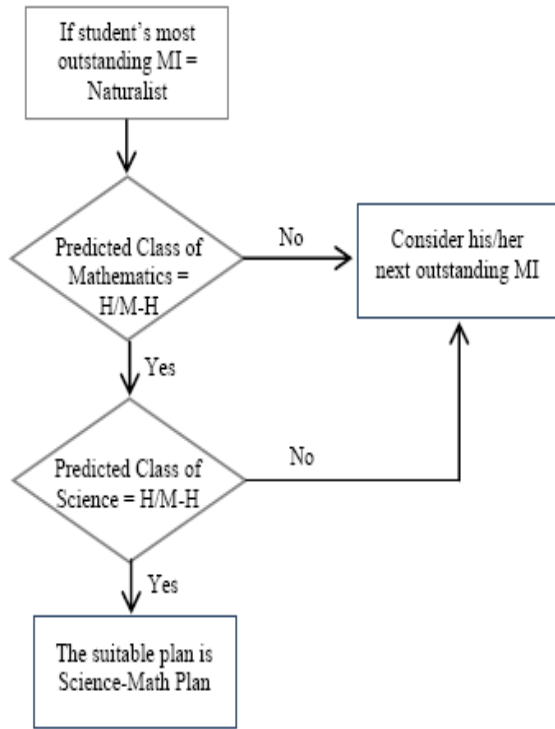 If student’s most
outstanding MI =
Naturalist
Predicted Class of
Mathematics =
H/M-H
No
Consider his/her
next outstanding MI
Yes
Predicted Class of
Science = H/M-H
No
Yes
The suitable plan is
Science-Math Plan